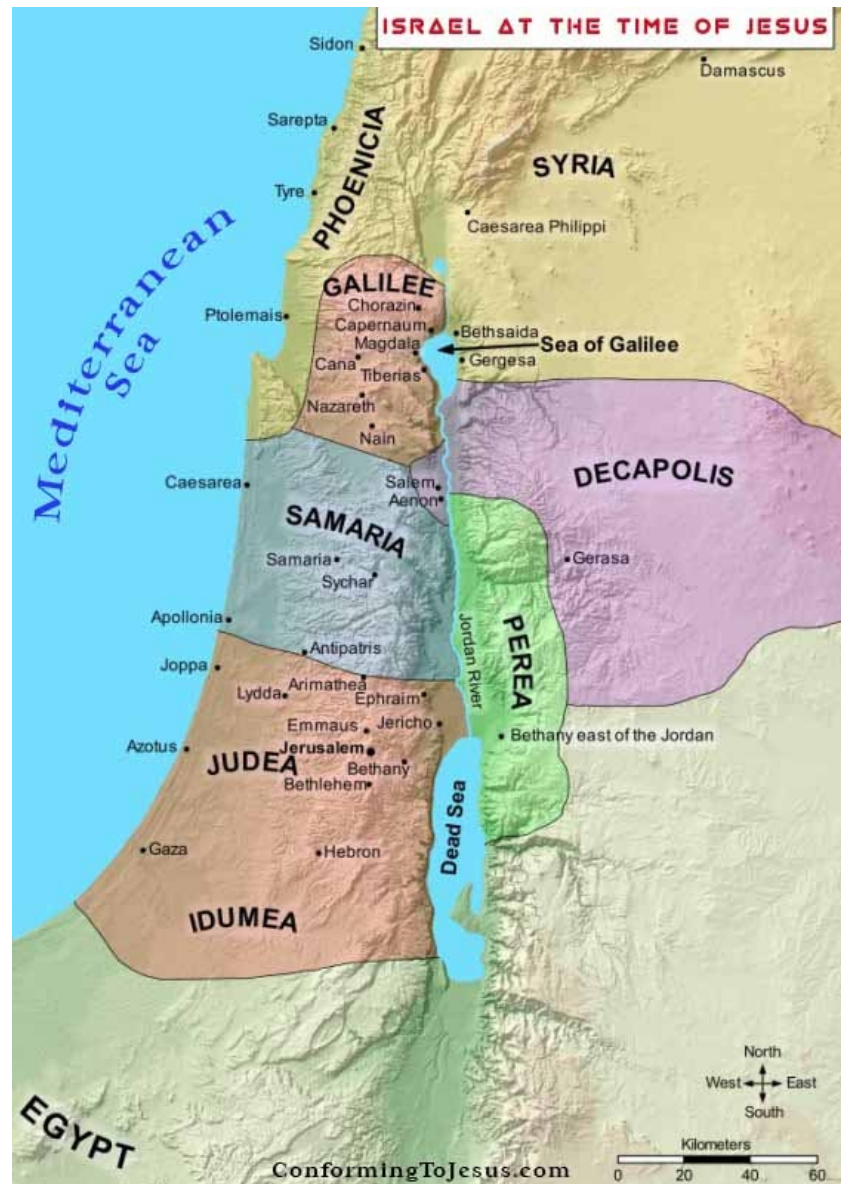 ISRAEL AT THE TIME OF JESUS
Sidon
Damascus
Sarepta
PHOENICIA
SYRIA
Tyre
Caesarea Philippi
Mediterranean
Sea
GALILEE
Chorazin
Ptolemais
Capernaum
Bethsaida
Magdala
Sea of Galilee
Cana
Gergesa
Tiberias
Nazareth
Nain
DECAPOLIS
Caesarea
Salem
Aenon
SAMARIA
Samaria
Gerasa
Sychar
Apollonia
Jordan River
PEREA
Antipatris
Joppa
Arimathea
Lydda
Ephraim
Emmaus
Jericho
Bethany east of the Jordan
Azotus
Jerusalem
JUDEA
Bethany
Bethlehem
Dead Sea
Gaza
Hebron
IDUMEA
North
West
East
South
EGYPT
Kilometers
0 20 40 60
ConformingToJesus.com